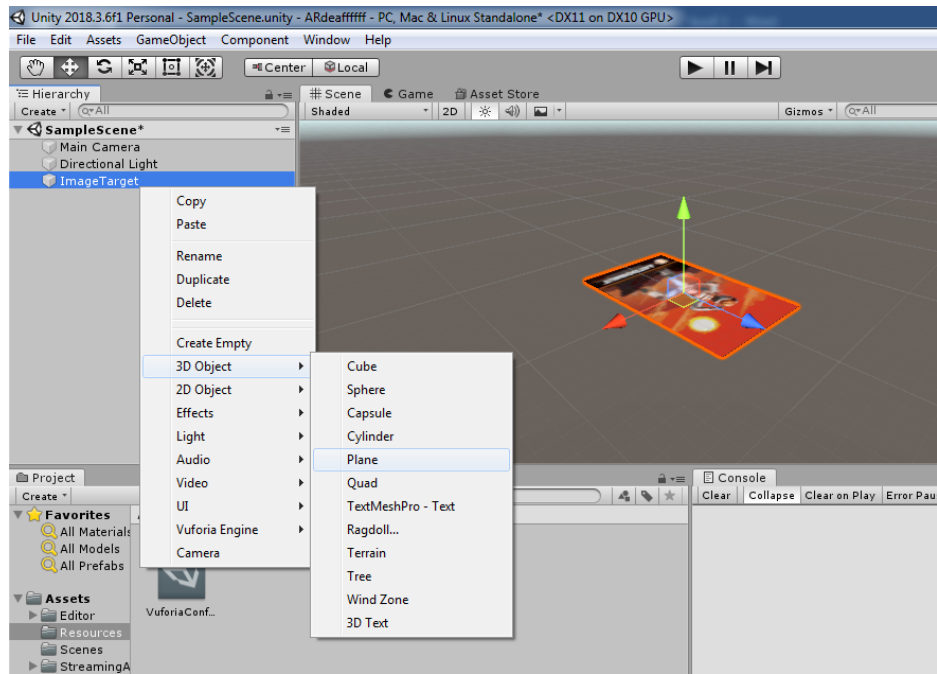 Unity 2018.3.6f1 Personal - SampleScene.unity - ARdeaffffff - PC, Mac & Linux Standalone* <DX11 on DX10 GPU>
File Edit Assets GameObject Component Window Help
Center Local
Hierarchy
Create All
SampleScene*
Main Camera
Directional Light
ImageTarget
Scene Game Asset Store
Shaded 2D Gizmos All
Copy
Paste
Rename
Duplicate
Delete
Create Empty
3D Object
2D Object
Effects
Light
Audio
Video
UI
Vuforia Engine
Camera
Cube
Sphere
Capsule
Cylinder
Plane
Quad
TextMeshPro - Text
Ragdoll...
Terrain
Tree
Wind Zone
3D Text
Project
Create
Favorites
All Materials
All Models
All Prefabs
Assets
Editor
Resources
Scenes
StreamingA
VuforiaConf...
Console
Clear Collapse Clear on Play Error Pau